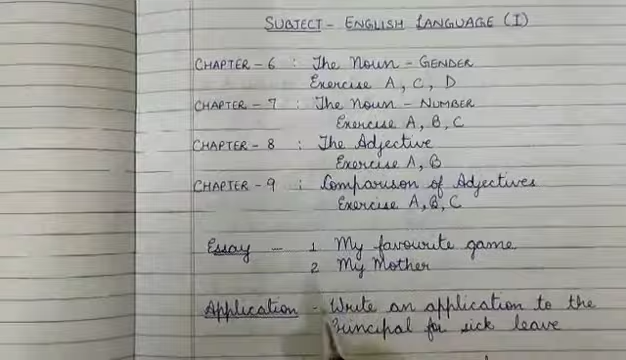 SUBJECT - ENGLISH LANGUAGE (I)
CHAPTER - 6 : The Noun - GENDER
Exercise A, C, D
CHAPTER - 7 : The Noun - NUMBER
Exercise A, B, C
CHAPTER - 8 : The Adjective
Exercise A, B
CHAPTER - 9 : Comparison of Adjectives
Exercise A, B, C
Essay - 1 My favourite game
2 My Mother
Application - Write an application to the
Principal for sick leave